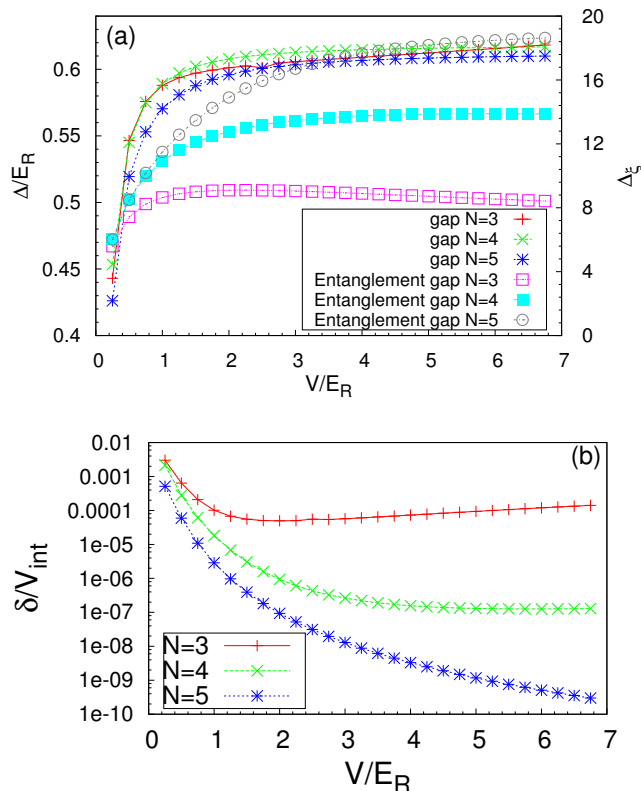 (a)
0.6
0.55
0.5
0.45
0.4
Δ/E_R
20
16
12
8
4
0
Δ_ξ
gap N=3
gap N=4
gap N=5
Entanglement gap N=3
Entanglement gap N=4
Entanglement gap N=5
0 1 2 3 4 5 6 7
V/E_R
(b)
0.01
0.001
0.0001
1e-05
1e-06
1e-07
1e-08
1e-09
1e-10
δ/V_int
N=3
N=4
N=5
0 1 2 3 4 5 6 7
V/E_R